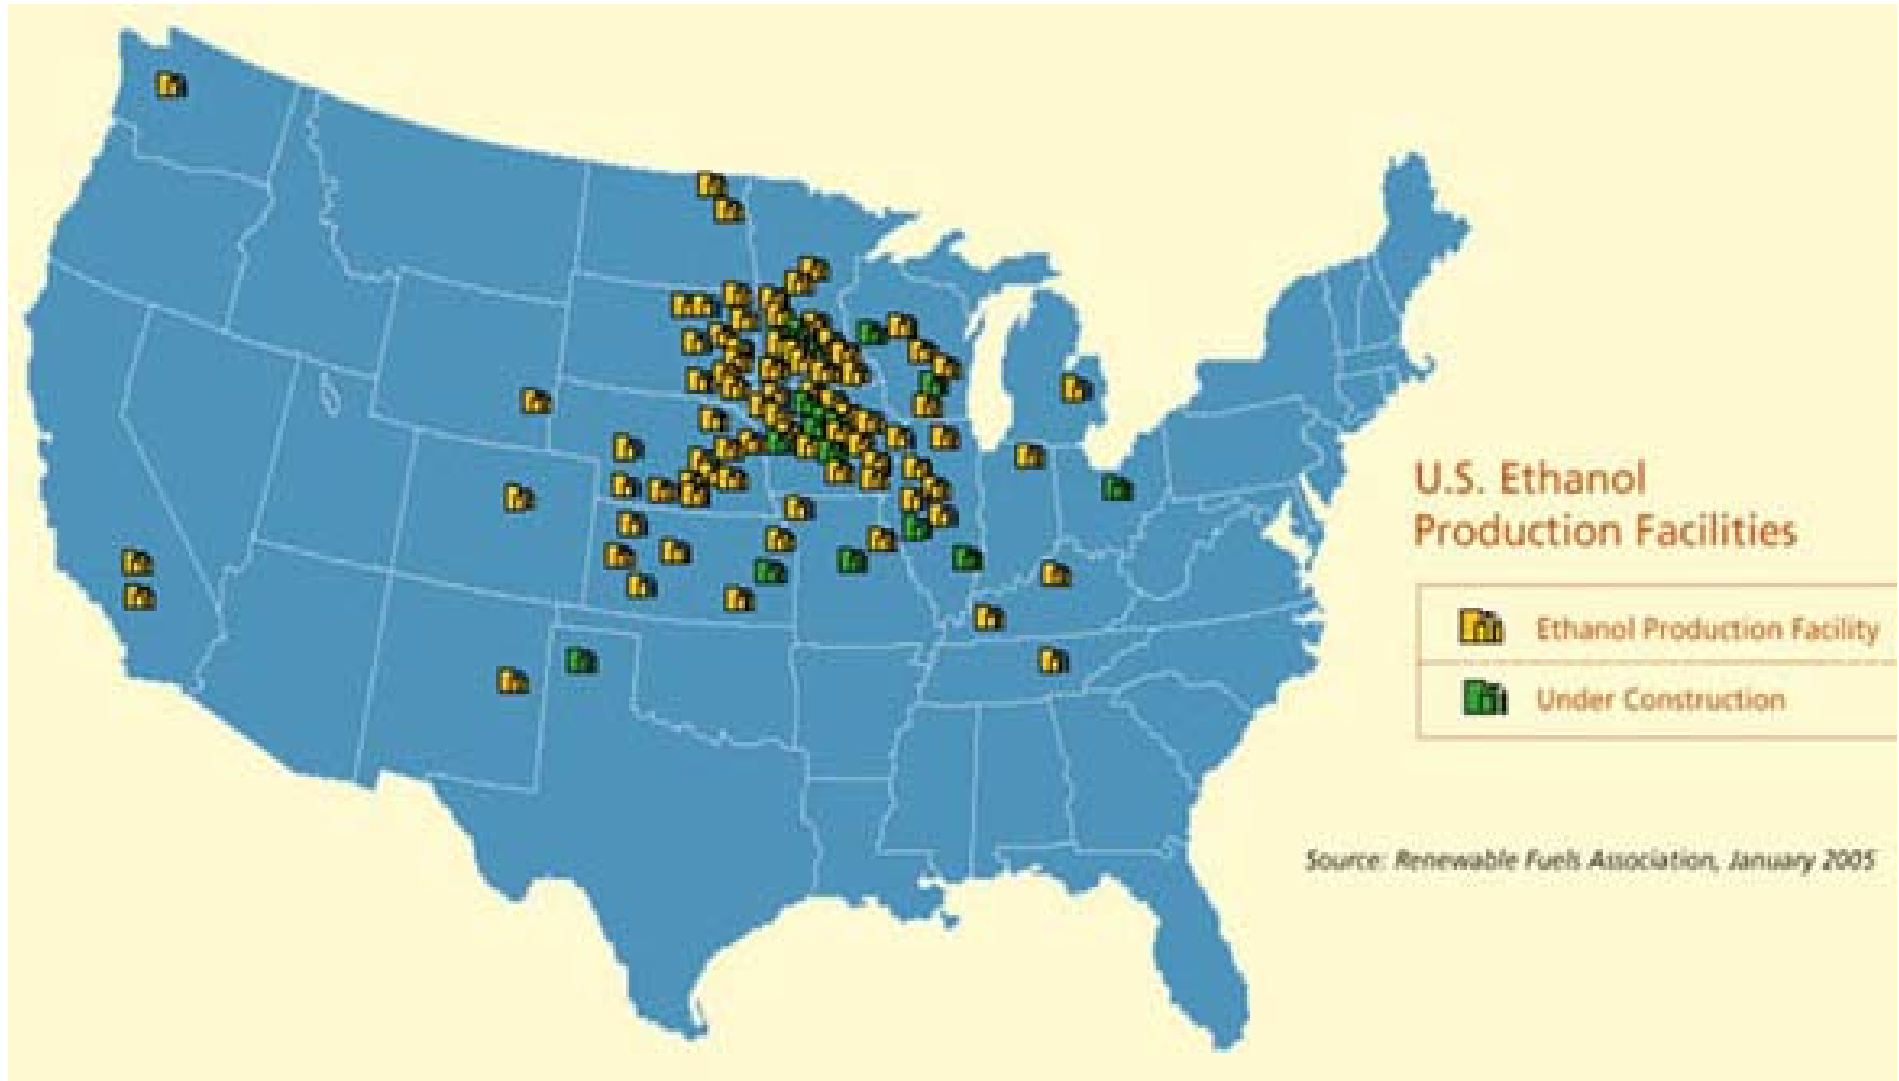 U.S. Ethanol
Production Facilities
Ethanol Production Facility
Under Construction
Source: Renewable Fuels Association, January 2005